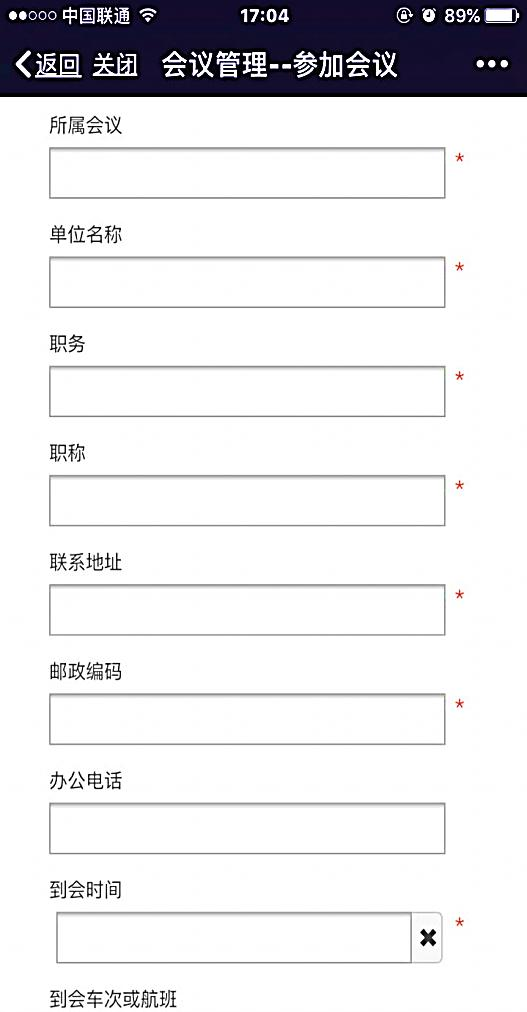 中国联通 17:04 89%
返回 关闭 会议管理--参加会议
所属会议
*
单位名称
*
职务
*
职称
*
联系地址
*
邮政编码
*
办公电话
到会时间
*
到会车次或航班